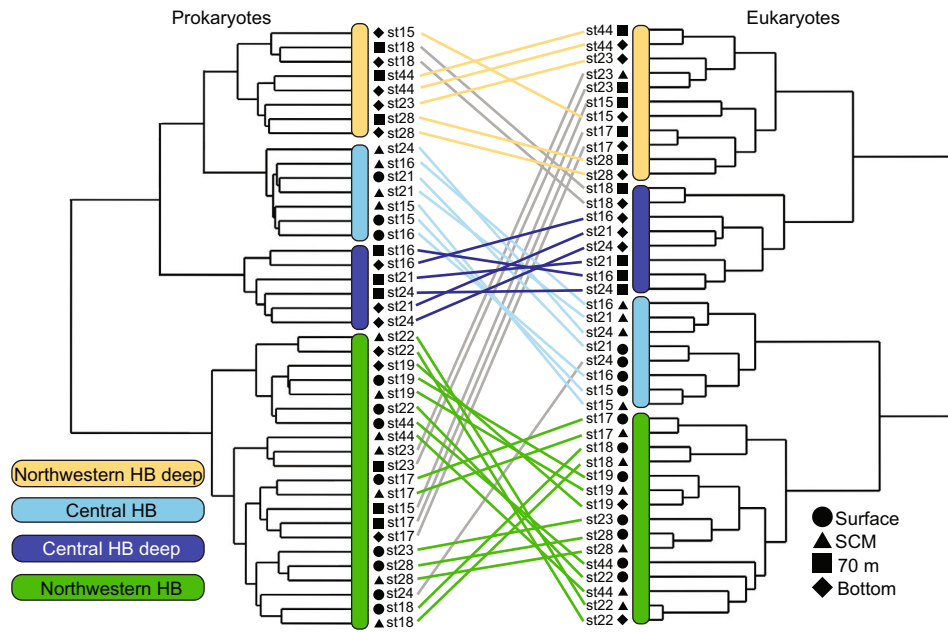 Prokaryotes
st15
st18
st18
st44
st44
st23
st28
st28
st24
st16
st21
st21
st15
st15
st16
st16
st16
st21
st24
st21
st24
st22
st22
st19
st19
st19
st22
st44
st44
st23
st23
st17
st17
st15
st17
st17
st23
st28
st28
st24
st18
st18
Eukaryotes
st44
st44
st23
st23
st23
st15
st15
st17
st17
st28
st28
st18
st18
st16
st21
st24
st21
st16
st24
st16
st21
st24
st21
st24
st16
st15
st15
st17
st17
st18
st18
st19
st19
st19
st23
st28
st28
st44
st22
st44
st22
st22
Northwestern HB deep
Central HB
Central HB deep
Northwestern HB
Surface
SCM
70 m
Bottom